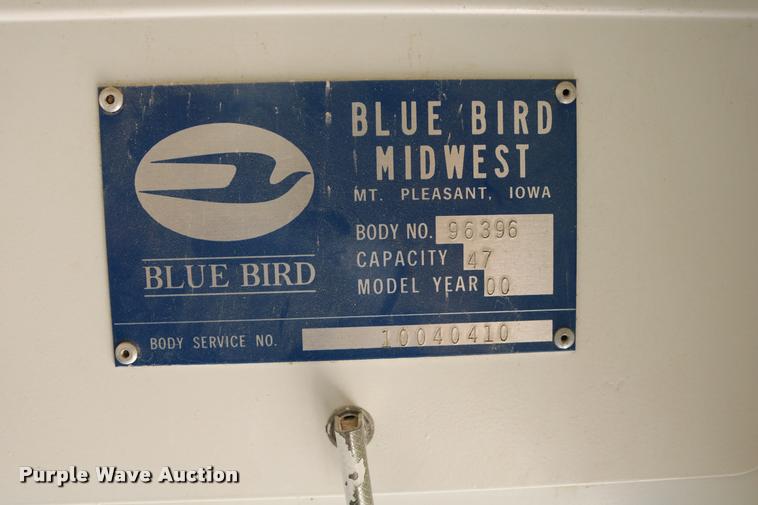 BLUE BIRD
MIDWEST
MT. PLEASANT, IOWA
BODY NO. 96396
CAPACITY 47
MODEL YEAR 00
BLUE BIRD
BODY SERVICE NO. 10040410
Purple Wave Auction